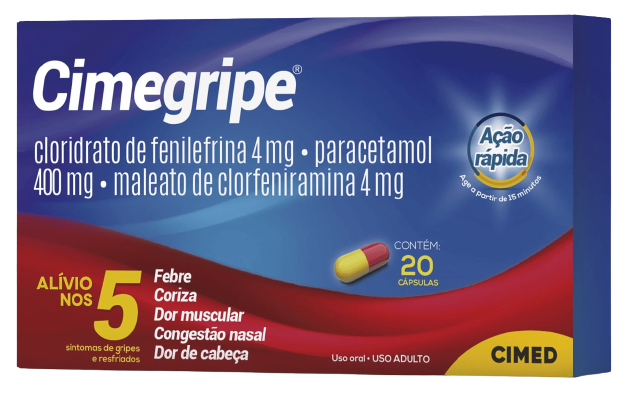 Cimegripe®
cloridrato de fenilefrina 4 mg • paracetamol
400 mg • maleato de clorfeniramina 4 mg
Ação
rápida
Age a partir de 15 minutos
CONTÉM:
20
CÁPSULAS
ALÍVIO
NOS
5
sintomas de gripes
e resfriados
Febre
Coriza
Dor muscular
Congestão nasal
Dor de cabeça
Uso oral • USO ADULTO
CIMED